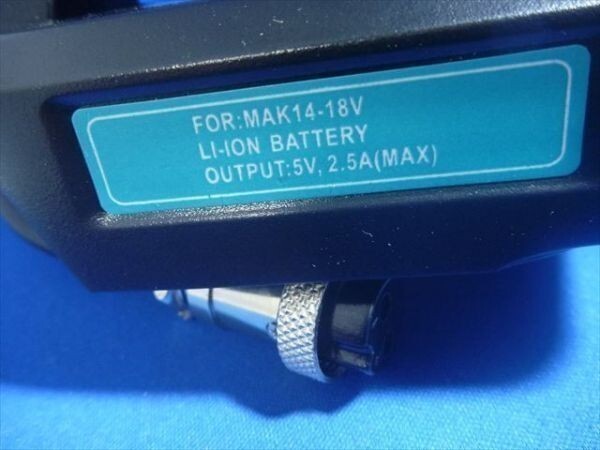 FOR:MAK14-18V
LI-ION BATTERY
OUTPUT:5V, 2.5A(MAX)